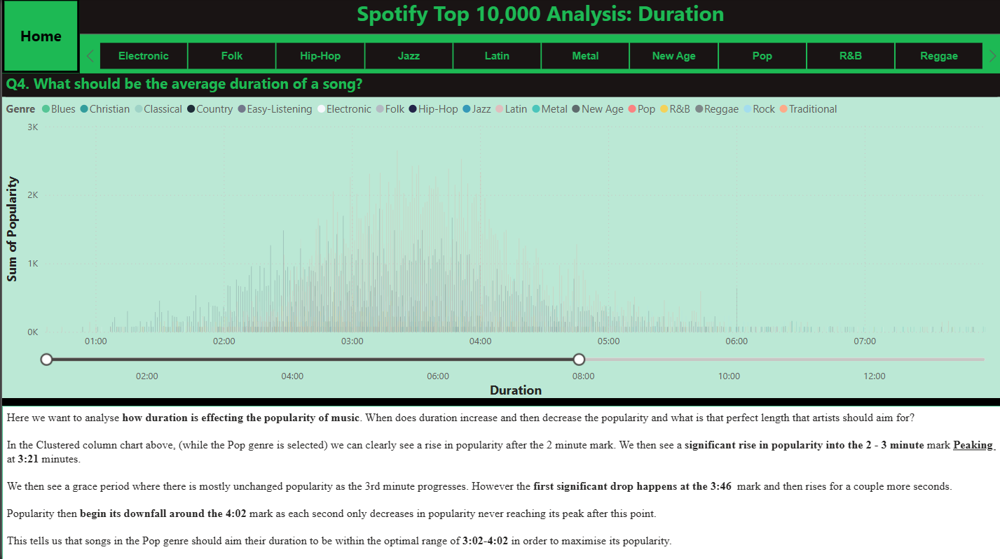 Spotify Top 10,000 Analysis: Duration
Home
Electronic Folk Hip-Hop Jazz Latin Metal New Age Pop R&B Reggae
Q4. What should be the average duration of a song?
Genre Blues Christian Classical Country Easy-Listening Electronic Folk Hip-Hop Jazz Latin Metal New Age Pop R&B Reggae Rock Traditional
3K
2K
1K
0K
Sum of Popularity
01:00 02:00 03:00 04:00 05:00 06:00 07:00
02:00 04:00 06:00 08:00 10:00 12:00
Duration
Here we want to analyse how duration is effecting the popularity of music. When does duration increase and then decrease the popularity and what is that perfect length that artists should aim for?
In the Clustered column chart above, (while the Pop genre is selected) we can clearly see a rise in popularity after the 2 minute mark. We then see a significant rise in popularity into the 2 - 3 minute mark Peaking
at 3:21 minutes.
We then see a grace period where there is mostly unchanged popularity as the 3rd minute progresses. However the first significant drop happens at the 3:46 mark and then rises for a couple more seconds.
Popularity then begin its downfall around the 4:02 mark as each second only decreases in popularity never reaching its peak after this point.
This tells us that songs in the Pop genre should aim their duration to be within the optimal range of 3:02-4:02 in order to maximise its popularity.